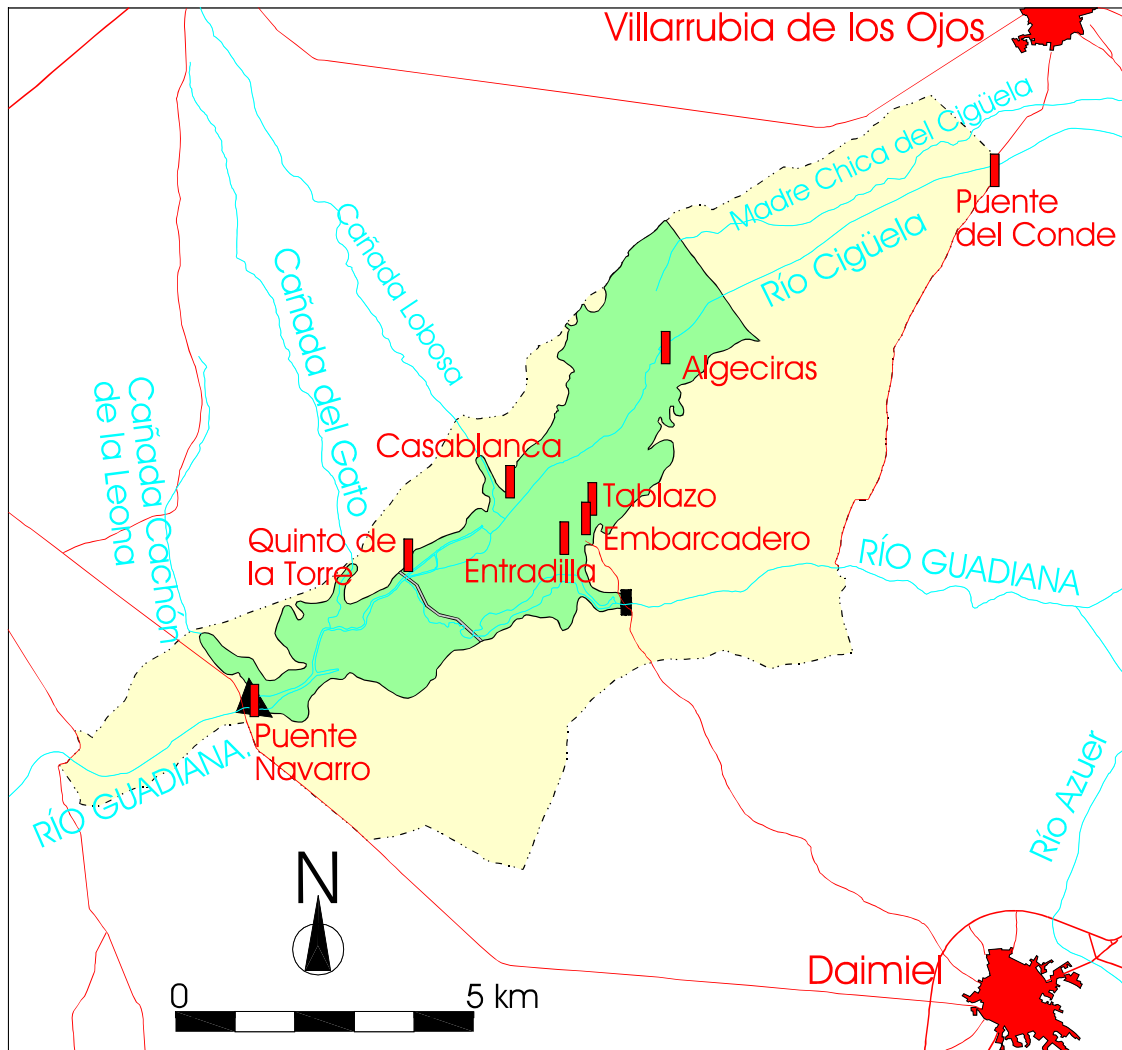 Villarrubia de los Ojos
Madre Chica del Cigüela
Puente
del Conde
Río Cigüela
Cañada Lobosa
Cañada del Gato
Cañada Cachón
de la Leona
Algeciras
Casablanca
Tablazo
Embarcadero
Quinto de
la Torre
Entradilla
RÍO GUADIANA
Puente
Navarro
RÍO GUADIANA.
Río Azuer
N
Daimiel
0
5 km